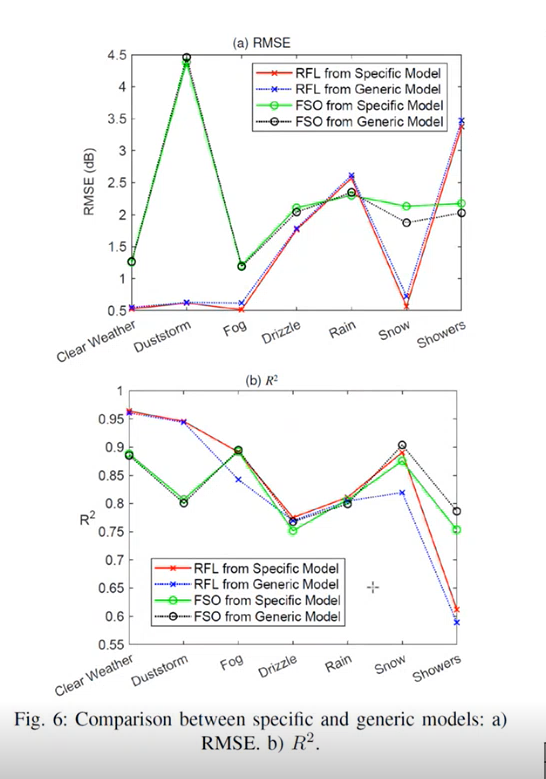 (a) RMSE
4.5
4
3.5
3
2.5
2
1.5
1
0.5
RMSE (dB)
RFL from Specific Model
RFL from Generic Model
FSO from Specific Model
FSO from Generic Model
Clear Weather
Duststorm
Fog
Drizzle
Rain
Snow
Showers
(b) R²
1
0.95
0.9
0.85
0.8
0.75
0.7
0.65
0.6
0.55
R²
RFL from Specific Model
RFL from Generic Model
FSO from Specific Model
FSO from Generic Model
Clear Weather
Duststorm
Fog
Drizzle
Rain
Snow
Showers
Fig. 6: Comparison between specific and generic models: a)
RMSE. b) R².